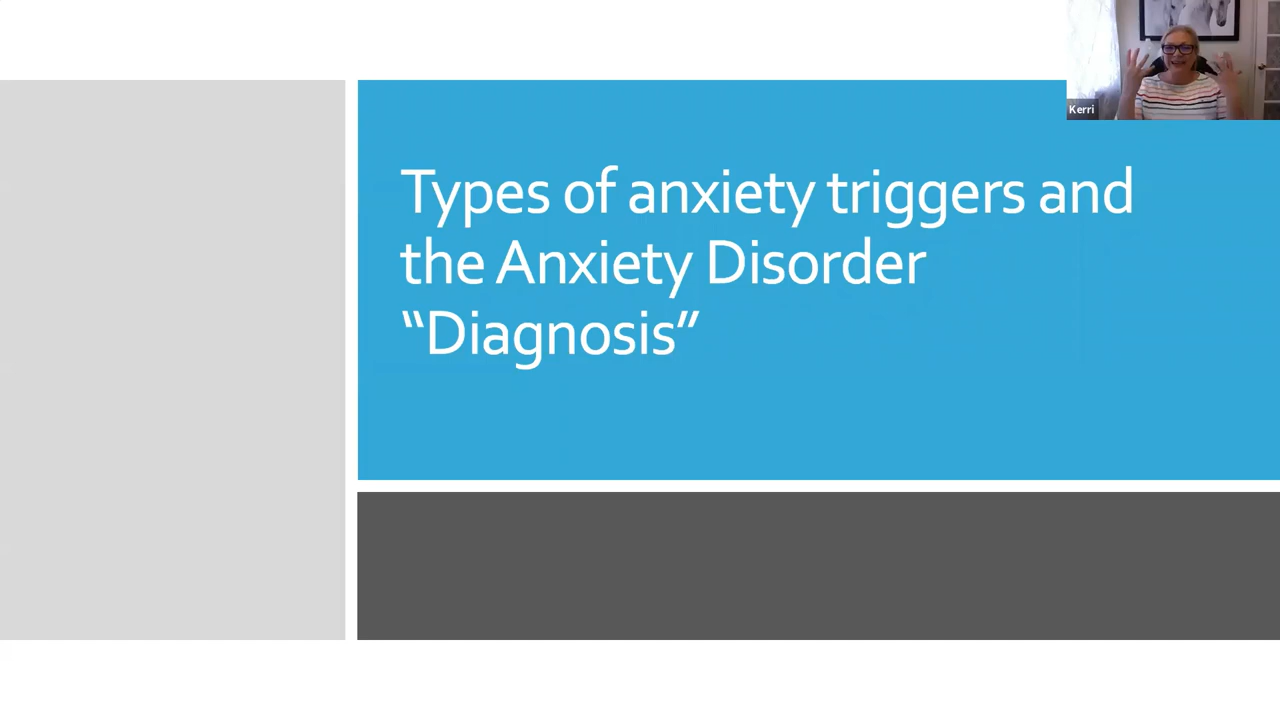 Kerri
Types of anxiety triggers and
the Anxiety Disorder
“Diagnosis”